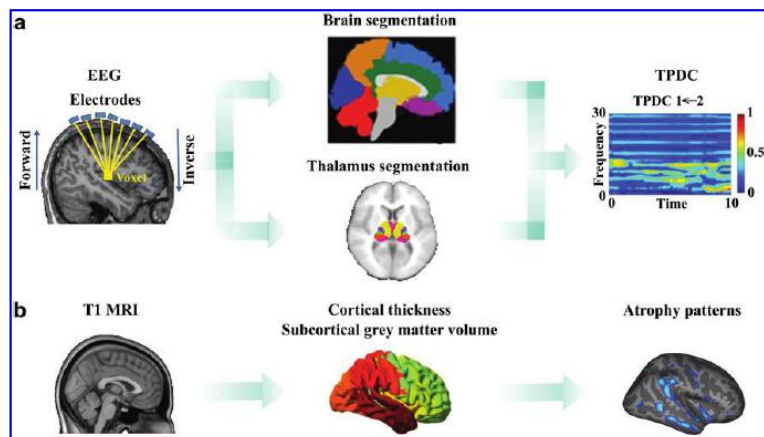 a
Brain segmentation
EEG
Electrodes
Forward
Voxel
Inverse
Thalamus segmentation
TPDC
TPDC 1<--2
30
Frequency
0
Time
10
1
0.5
0
b
T1 MRI
Cortical thickness
Subcortical grey matter volume
Atrophy patterns